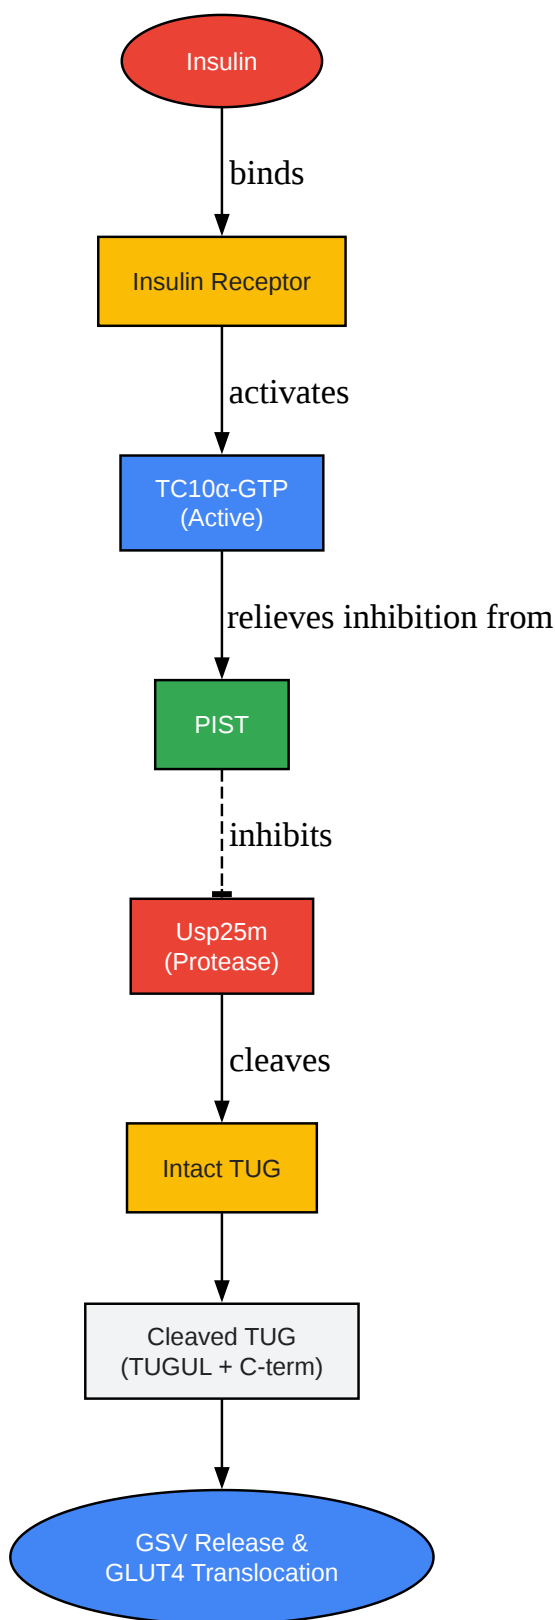 Insulin
binds
Insulin Receptor
activates
TC10α-GTP
(Active)
relieves inhibition from
PIST
inhibits
Usp25m
(Protease)
cleaves
Intact TUG
Cleaved TUG
(TUGUL + C-term)
GSV Release &
GLUT4 Translocation